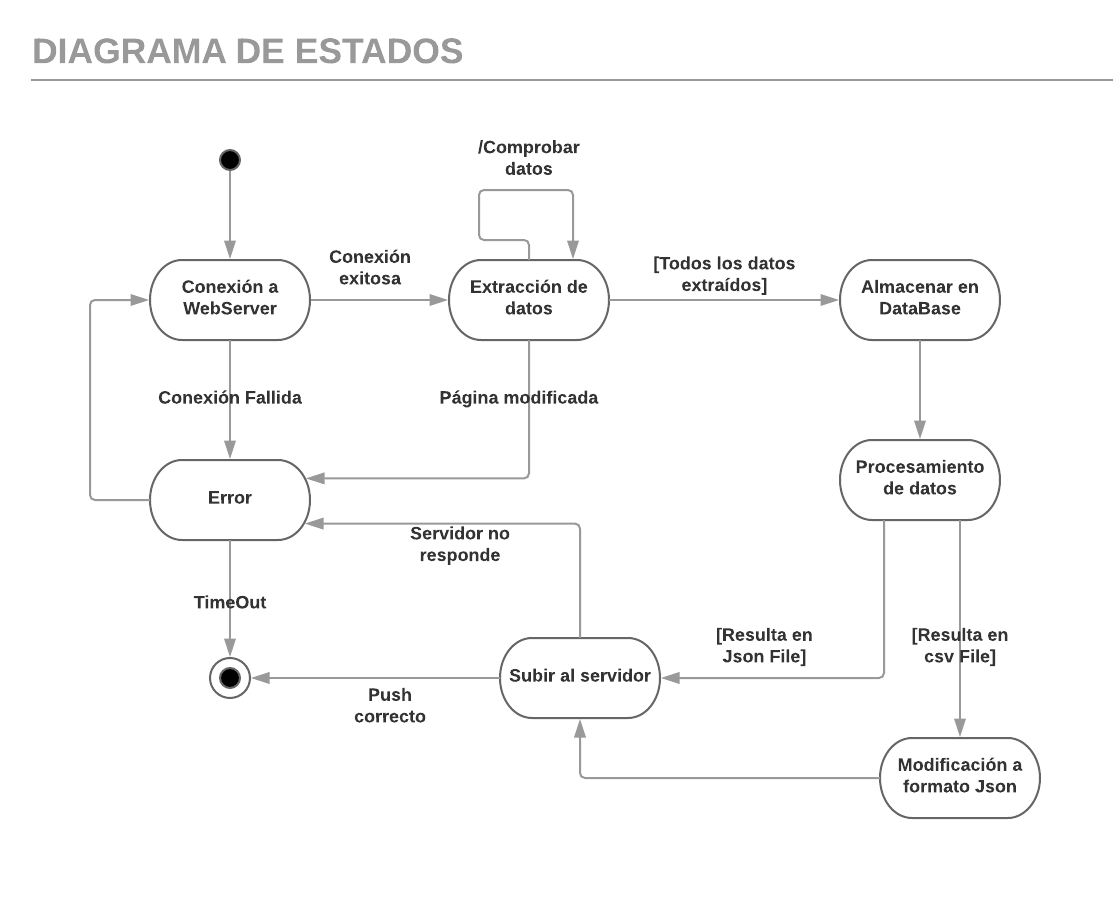 DIAGRAMA DE ESTADOS
/Comprobar
datos
Conexión
exitosa
[Todos los datos
extraídos]
Conexión a
WebServer
Extracción de
datos
Almacenar en
DataBase
Conexión Fallida
Página modificada
Procesamiento
de datos
Error
Servidor no
responde
TimeOut
[Resulta en
Json File]
[Resulta en
csv File]
Subir al servidor
Push
correcto
Modificación a
formato Json